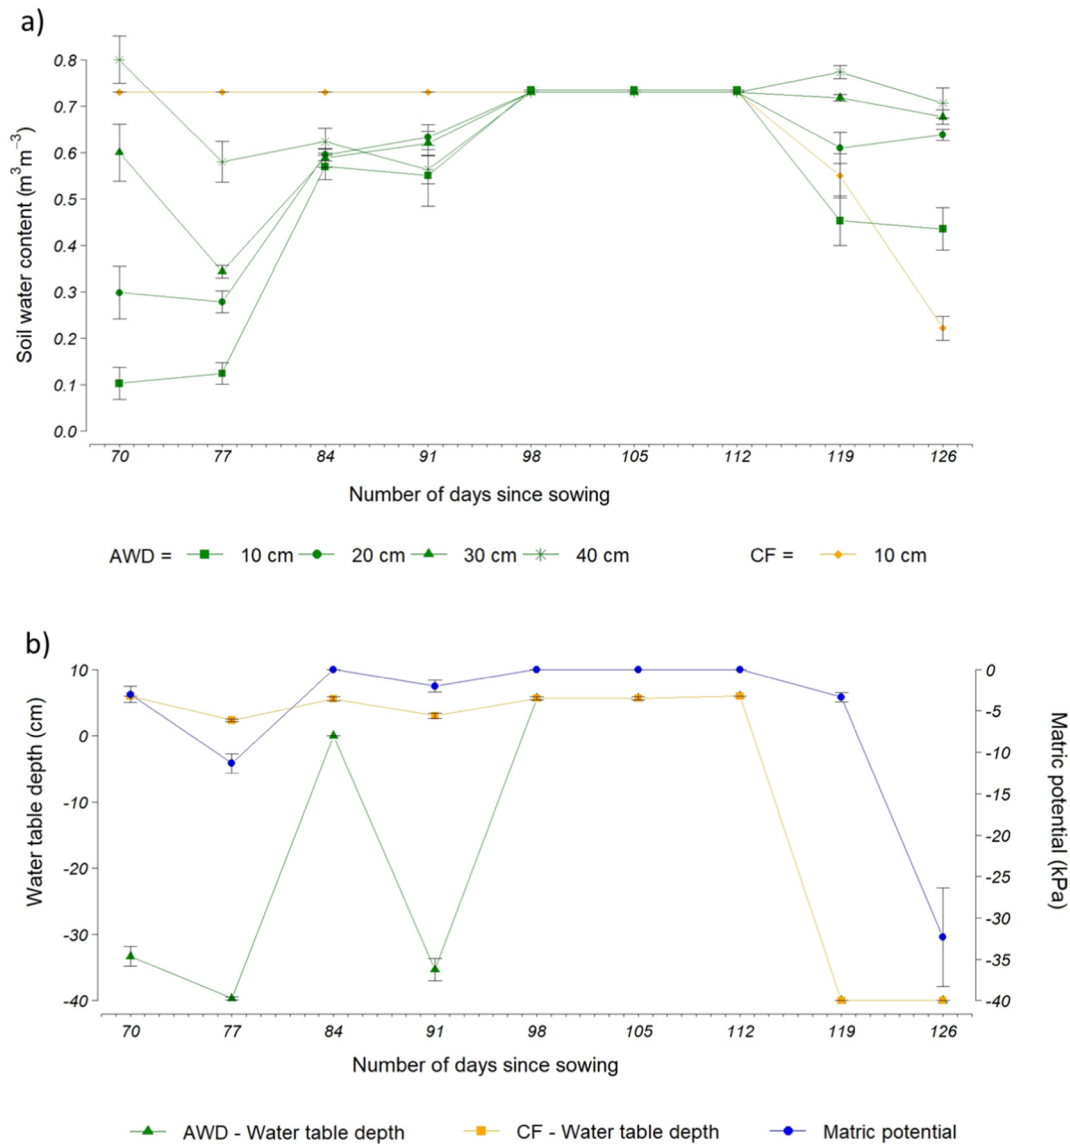 a)
0.8
0.7
0.6
0.5
0.4
0.3
0.2
0.1
0.0
Soil water content (m³m⁻³)
70 77 84 91 98 105 112 119 126
Number of days since sowing
AWD = 10 cm 20 cm 30 cm 40 cm CF = 10 cm
b)
10
0
-10
-20
-30
-40
Water table depth (cm)
0
-5
-10
-15
-20
-25
-30
-35
-40
Matric potential (kPa)
70 77 84 91 98 105 112 119 126
Number of days since sowing
AWD - Water table depth CF - Water table depth Matric potential